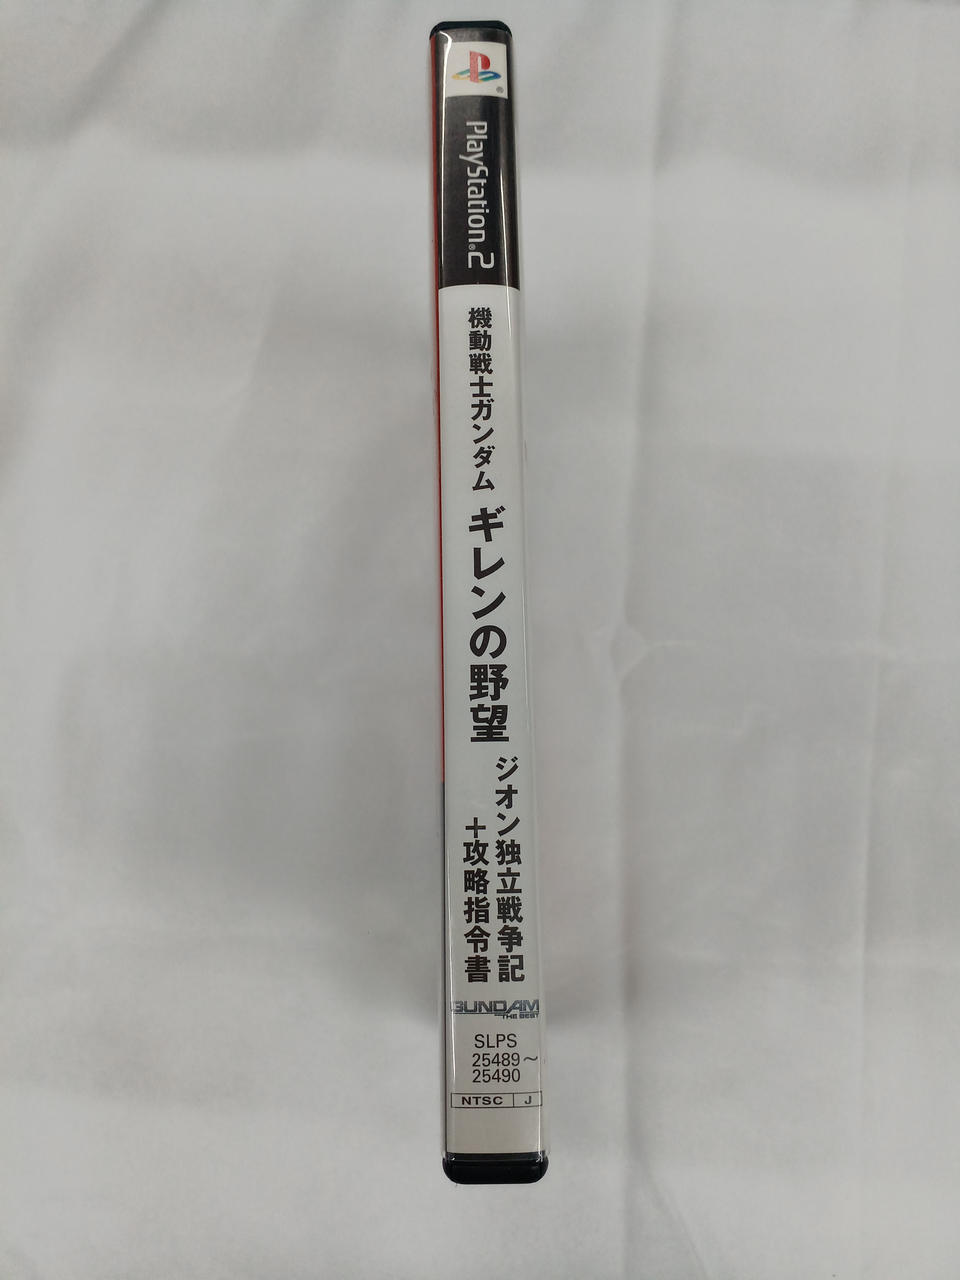 PlayStation®2
機動戦士ガンダム
ギレンの野望
ジオン独立戦争記
+攻略指令書
GUNDAM
THE BEST
SLPS
25489～
25490
NTSC J